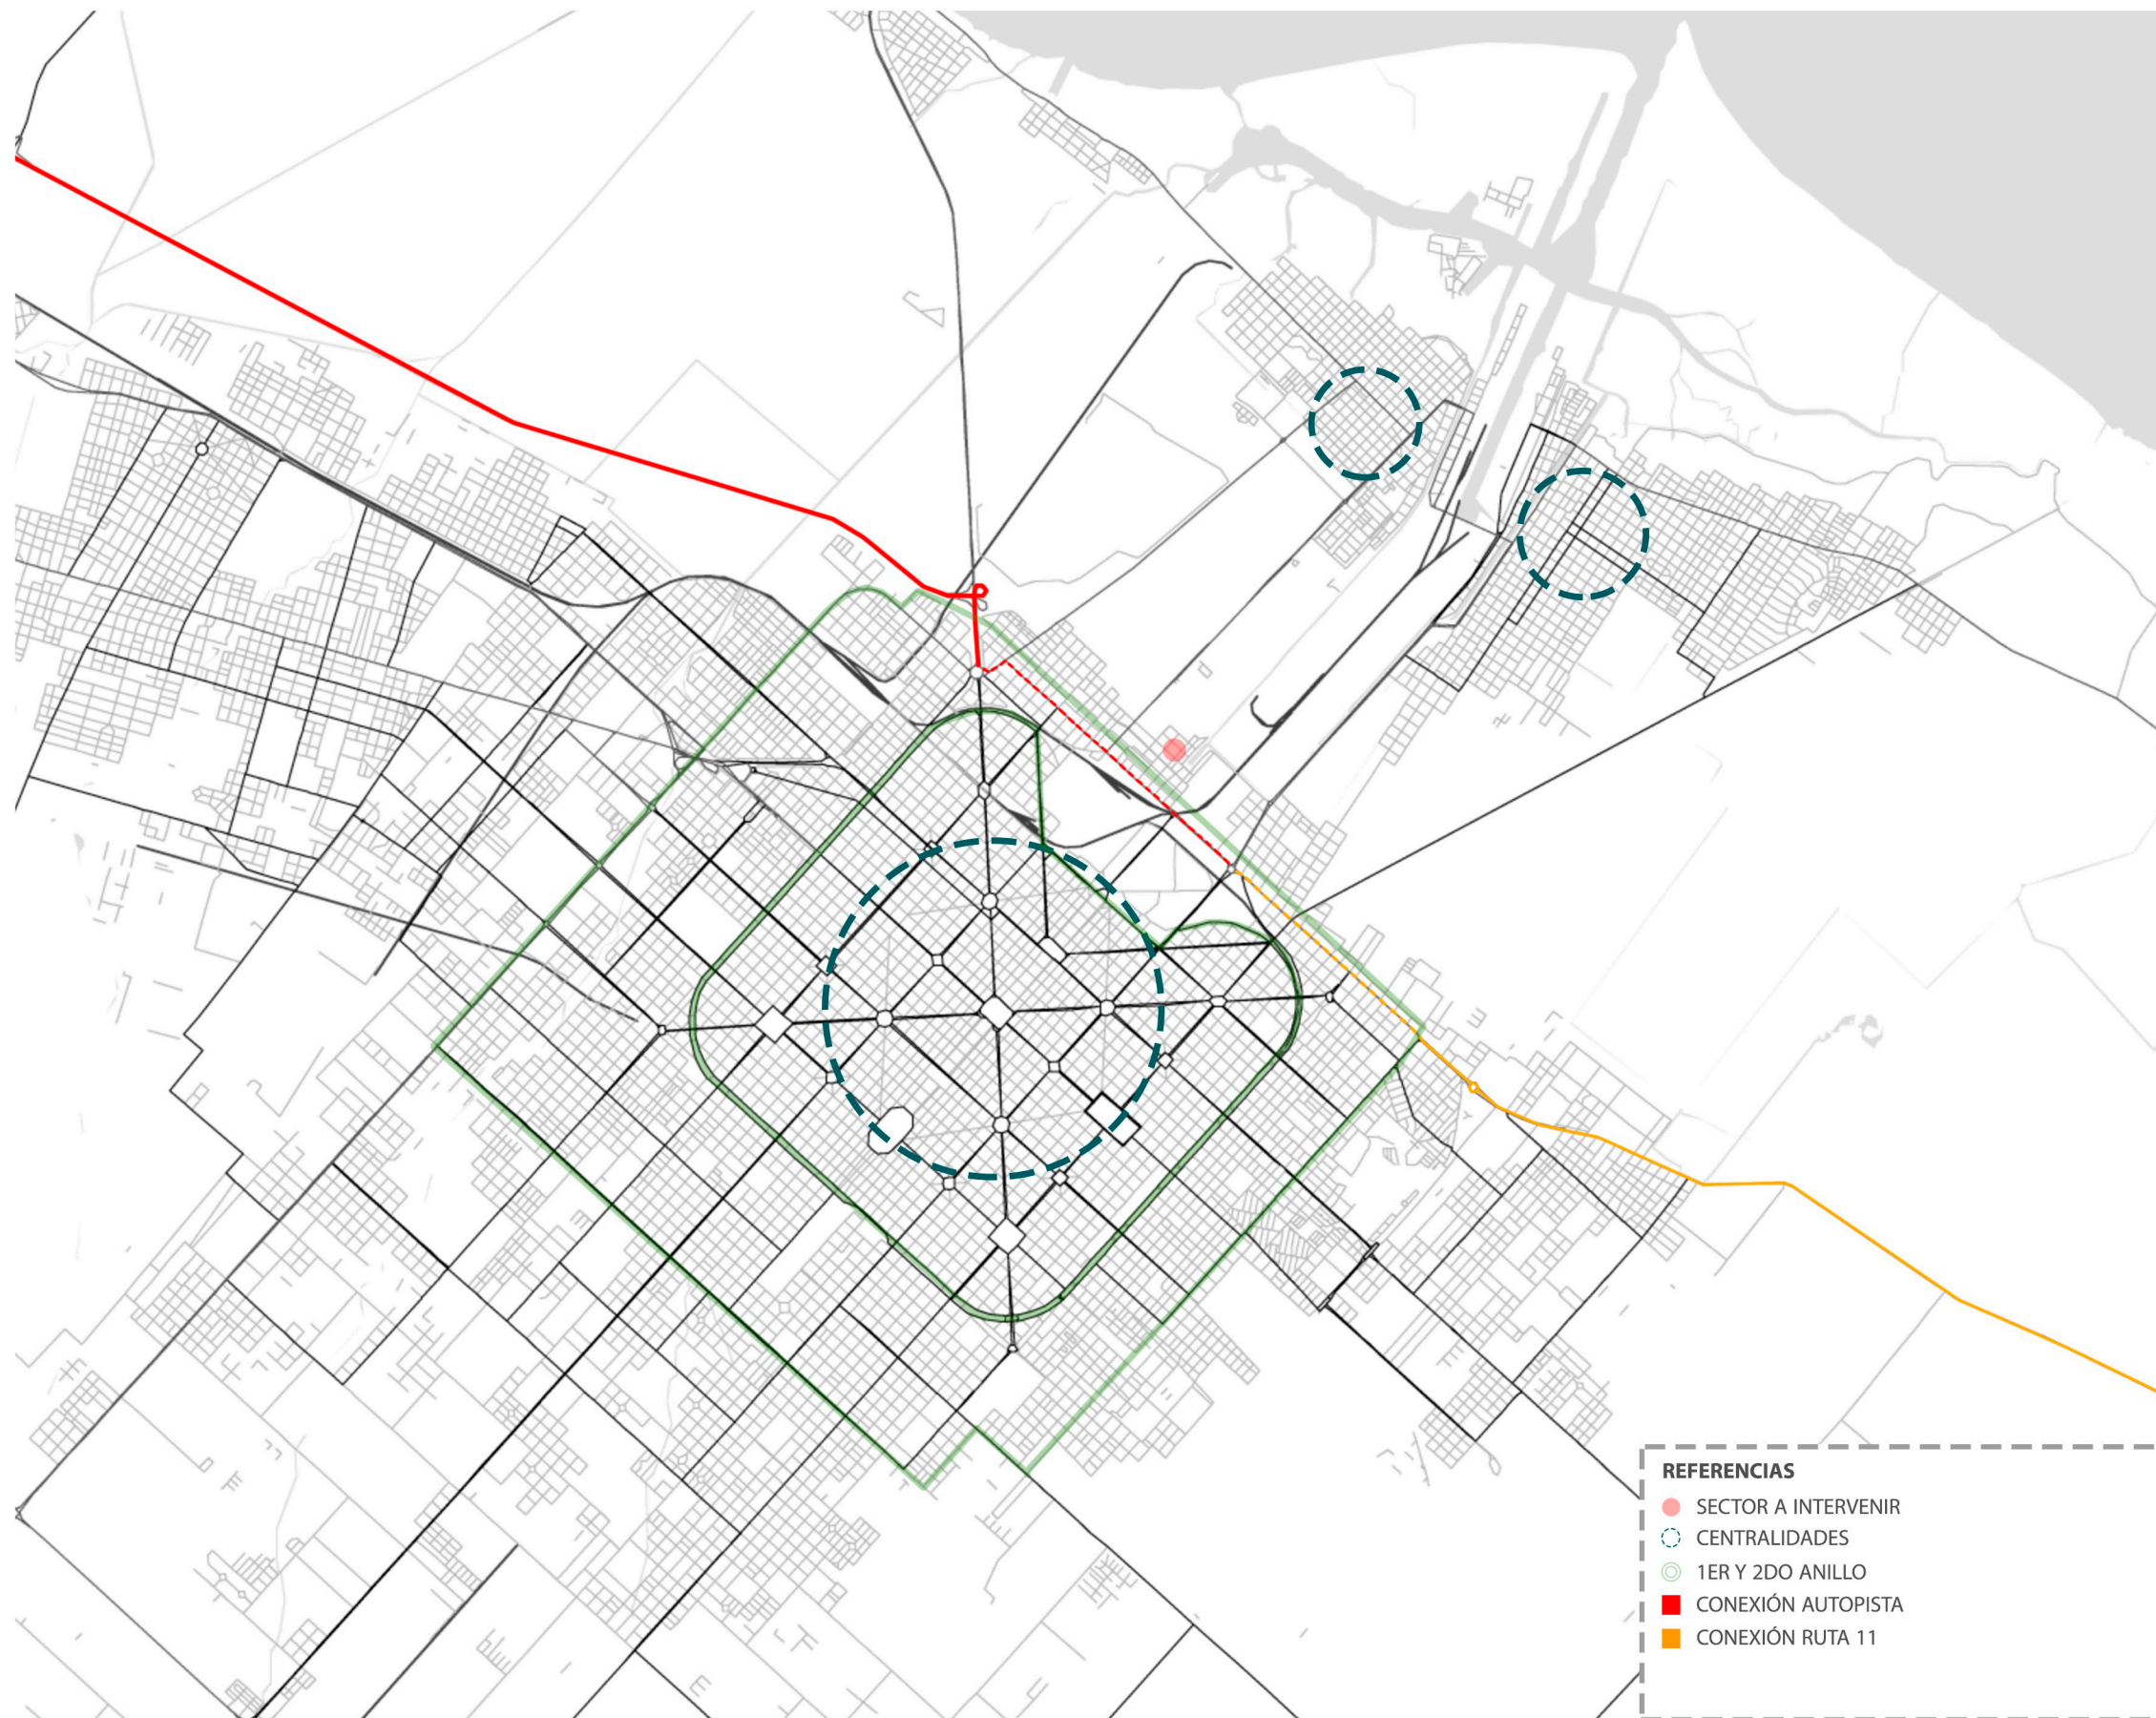 REFERENCIAS
SECTOR A INTERVENIR
CENTRALIDADES
1ER Y 2DO ANILLO
CONEXIÓN AUTOPISTA
CONEXIÓN RUTA 11